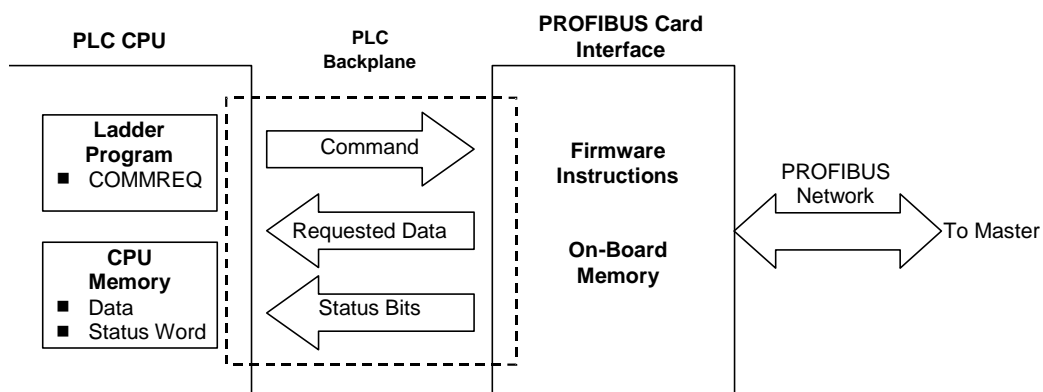 PLC CPU
PLC
Backplane
PROFIBUS Card
Interface
Ladder
Program
■ COMMREQ
CPU
Memory
■ Data
■ Status Word
Command
Requested Data
Status Bits
Firmware
Instructions
On-Board
Memory
PROFIBUS
Network
To Master